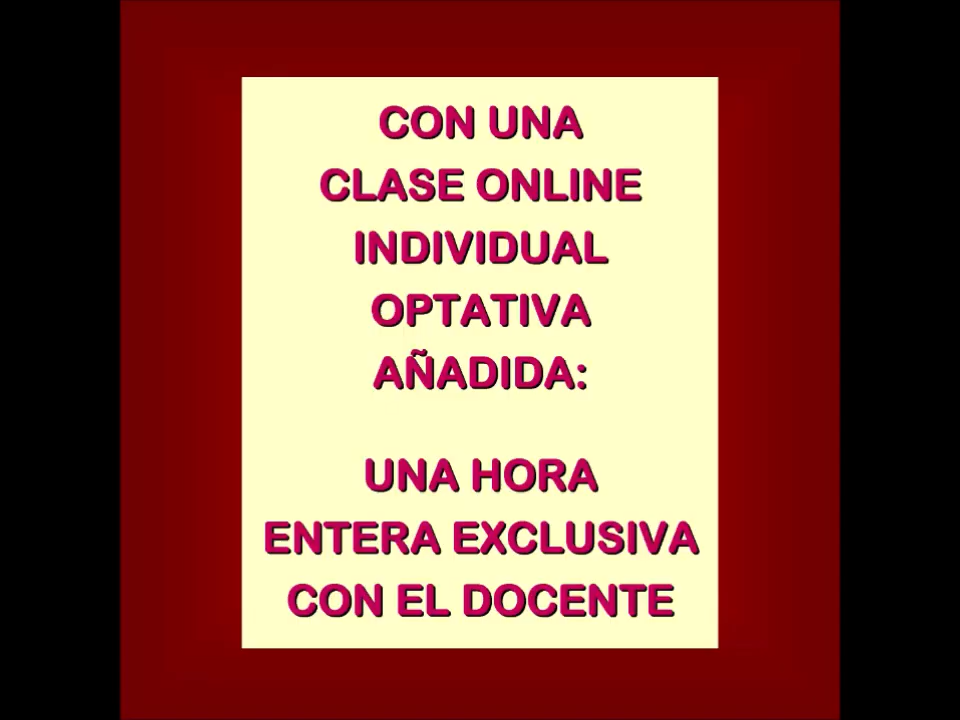 CON UNA
CLASE ONLINE
INDIVIDUAL
OPTATIVA
AÑADIDA:
UNA HORA
ENTERA EXCLUSIVA
CON EL DOCENTE